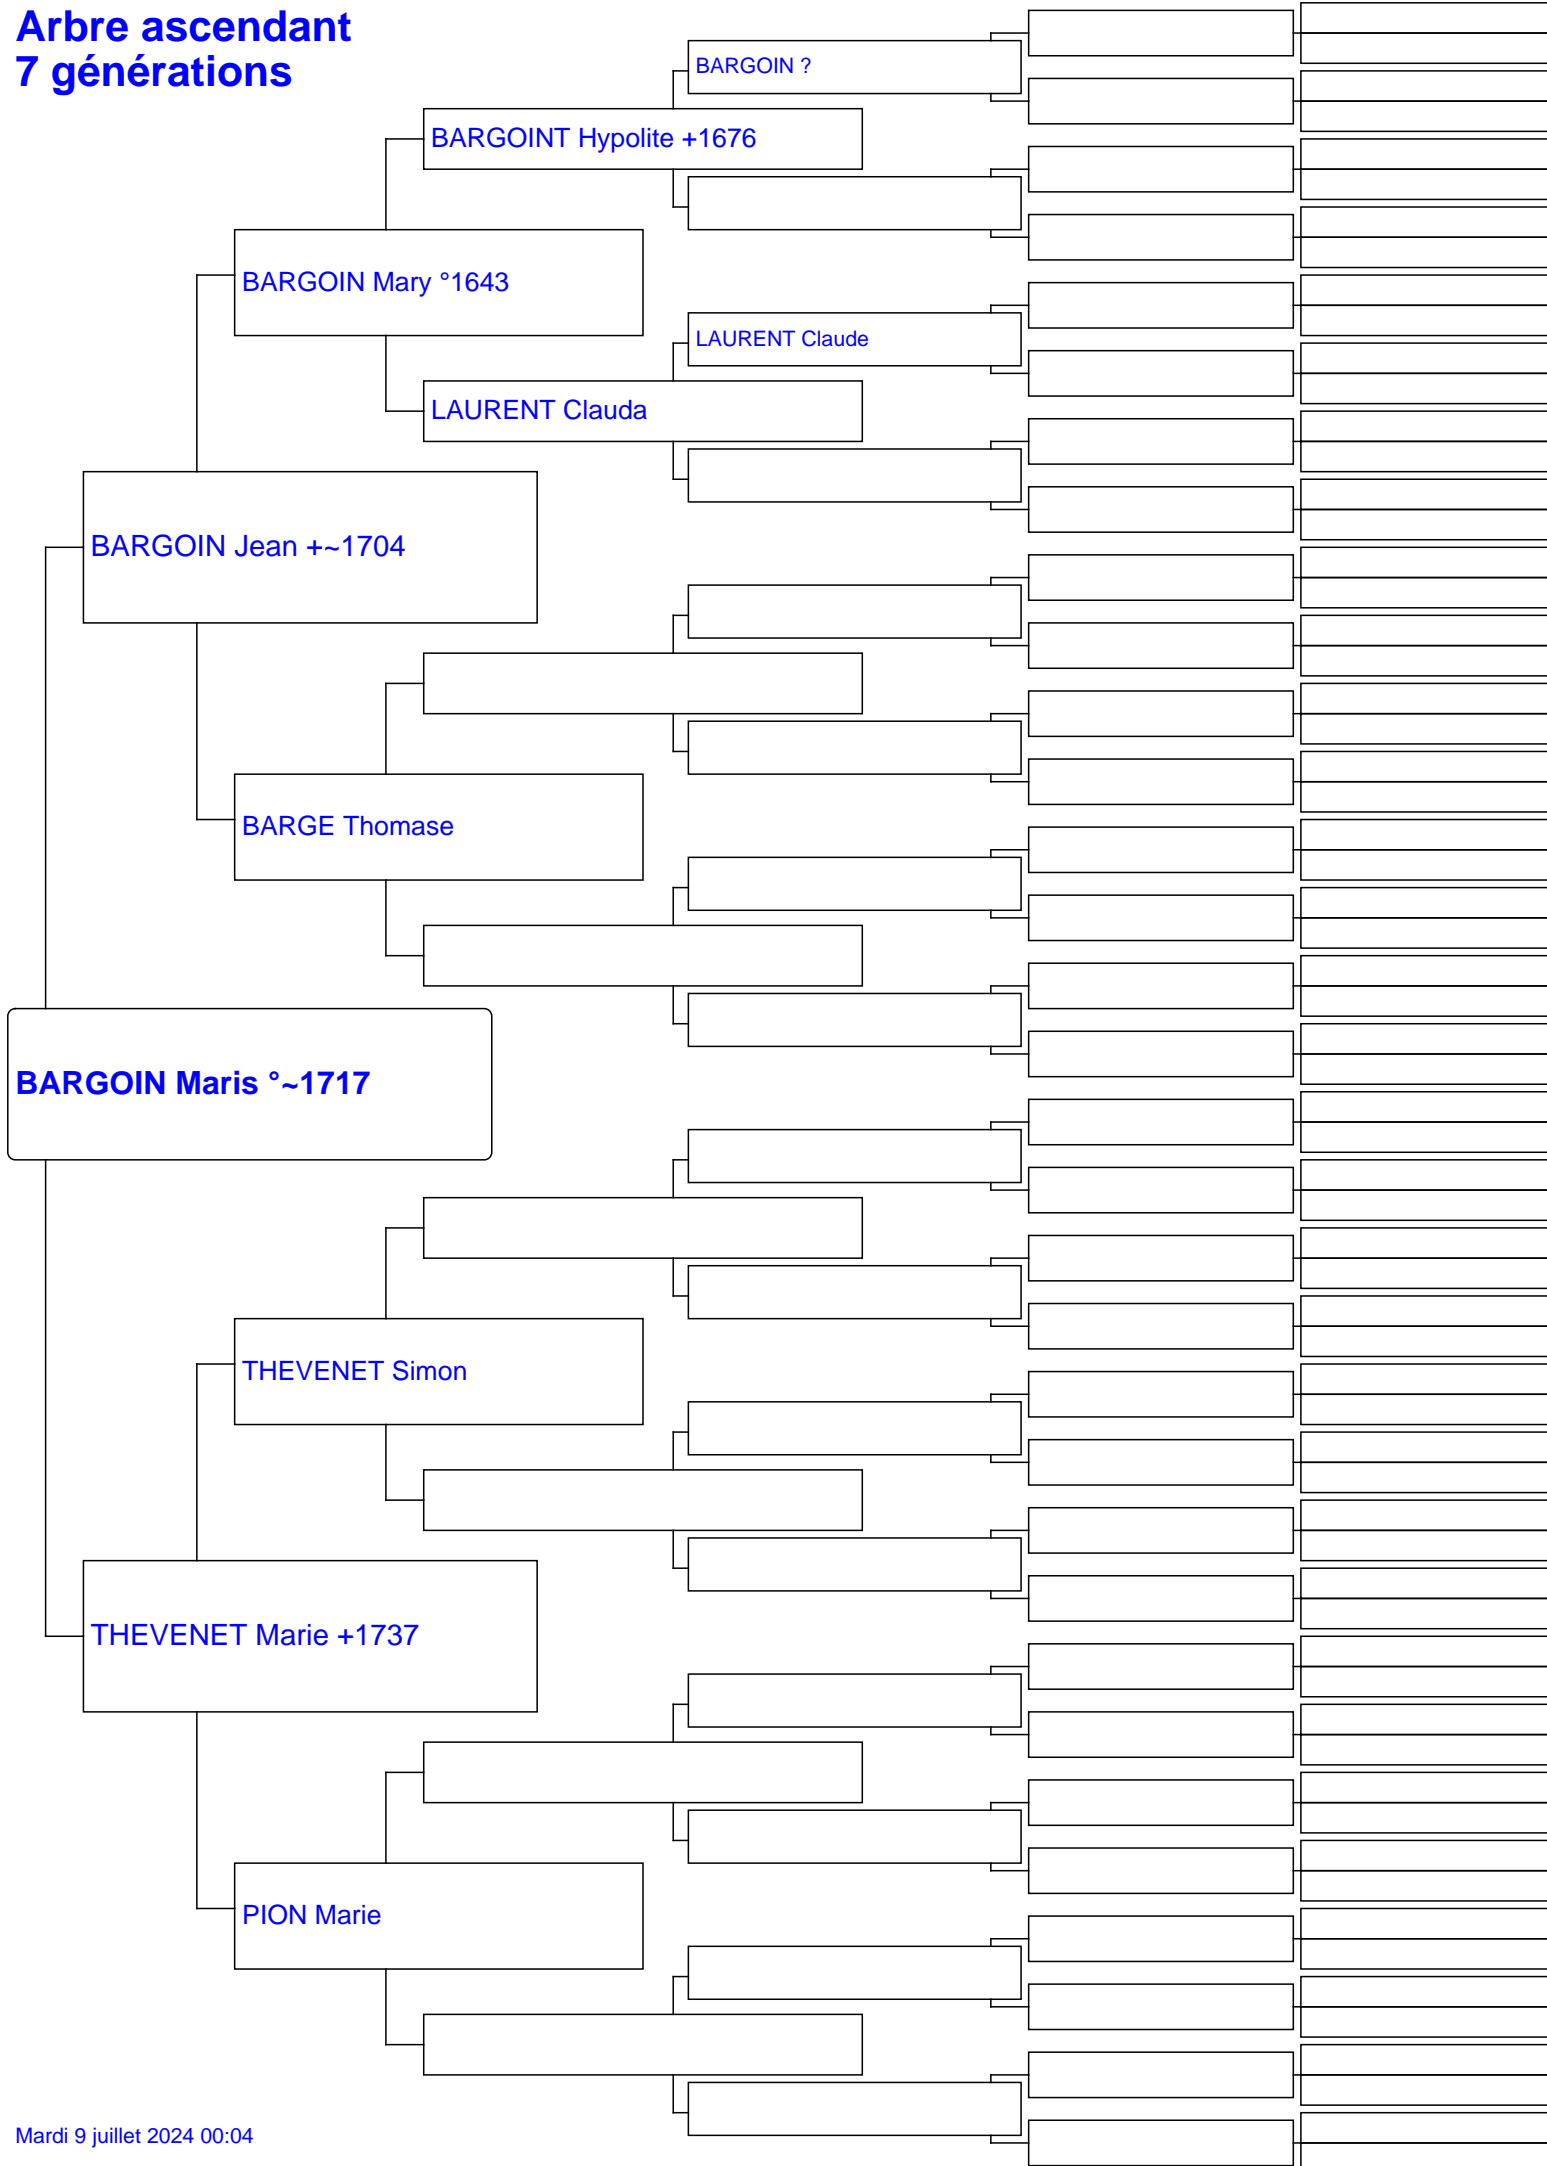 Arbre ascendant
7 générations
BARGOIN ?
BARGOINT Hypolite +1676
BARGOIN Mary °1643
LAURENT Claude
LAURENT Clauda
BARGOIN Jean +~1704
BARGE Thomase
BARGOIN Maris °~1717
THEVENET Simon
THEVENET Marie +1737
PION Marie
Mardi 9 juillet 2024 00:04